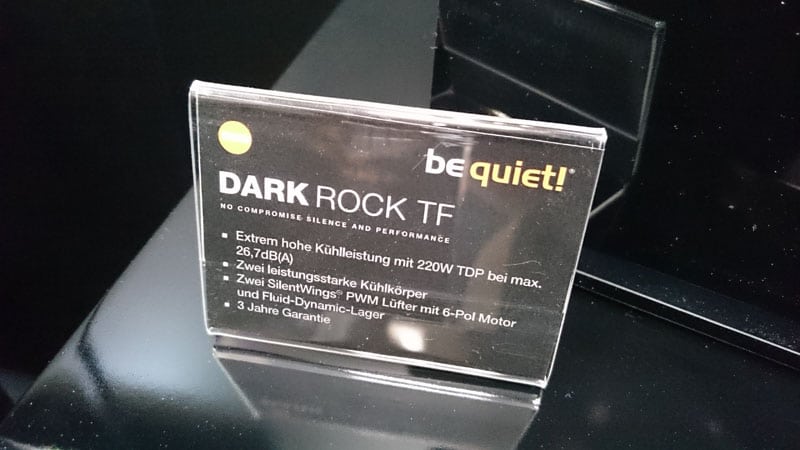 be quiet!®
DARK ROCK TF
NO COMPROMISE SILENCE AND PERFORMANCE
▪ Extrem hohe Kühlleistung mit 220W TDP bei max.
26,7dB(A)
▪ Zwei leistungsstarke Kühlkörper
▪ Zwei SilentWings® PWM Lüfter mit 6-Pol Motor
und Fluid-Dynamic-Lager
▪ 3 Jahre Garantie